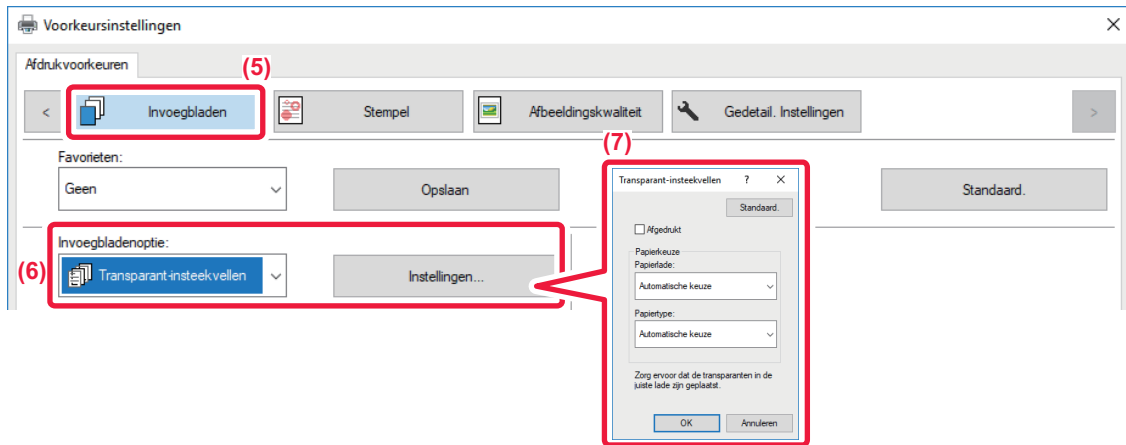 Voorkeursinstellingen
Afdrukvoorkeuren
(5)
< Invoegbladen Stempel Afbeeldingskwaliteit Gedetail. Instellingen >
(7)
Favorieten:
Geen Opslaan Standaard.
(6)
Invoegbladenoptie:
Transparant-insteekvellen Instellingen...
Transparant-insteekvellen ?
Standaard.
Afgedrukt
Papierkeuze
Papierlade:
Automatische keuze
Papiertype:
Automatische keuze
Zorg ervoor dat de transparanten in de
juiste lade zijn geplaatst.
OK Annuleren